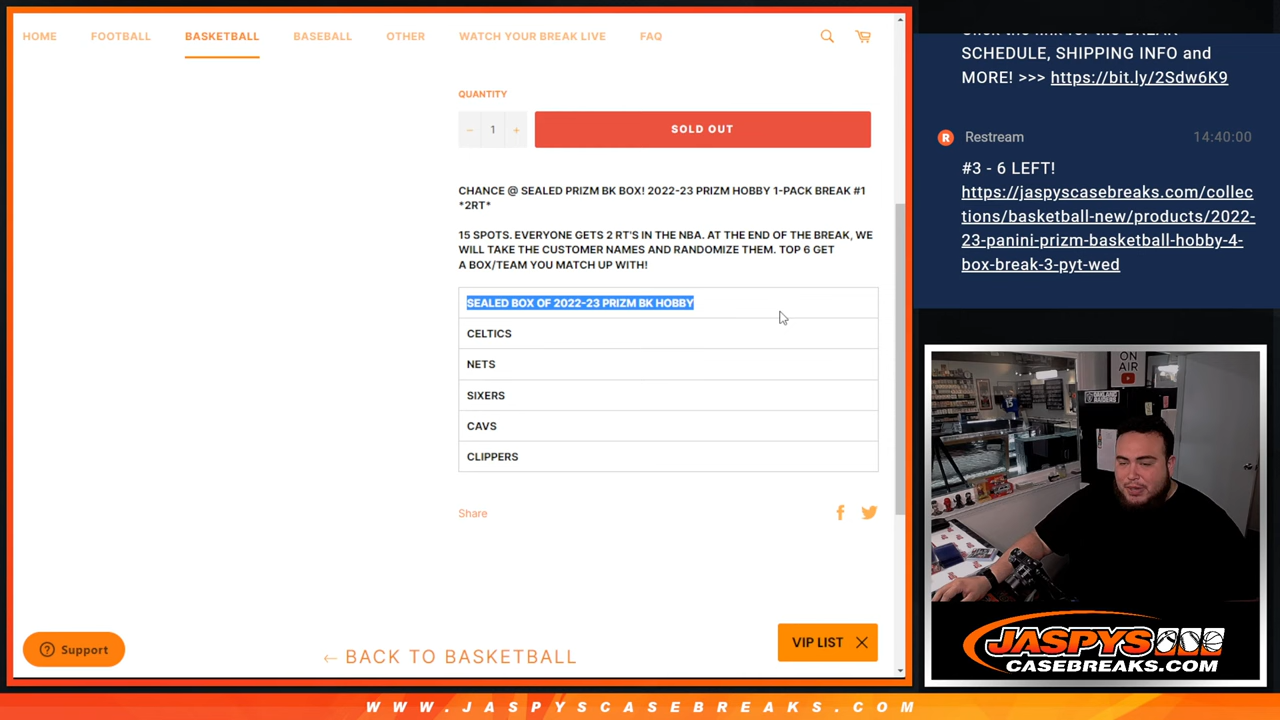 HOME
FOOTBALL
BASKETBALL
BASEBALL
OTHER
WATCH YOUR BREAK LIVE
FAQ
QUANTITY
− 1 +
SOLD OUT
CHANCE @ SEALED PRIZM BK BOX! 2022-23 PRIZM HOBBY 1-PACK BREAK #1
*2RT*
15 SPOTS. EVERYONE GETS 2 RT'S IN THE NBA. AT THE END OF THE BREAK, WE
WILL TAKE THE CUSTOMER NAMES AND RANDOMIZE THEM. TOP 6 GET
A BOX/TEAM YOU MATCH UP WITH!
SEALED BOX OF 2022-23 PRIZM BK HOBBY
CELTICS
NETS
SIXERS
CAVS
CLIPPERS
Share
Support
VIP LIST
← BACK TO BASKETBALL
SCHEDULE, SHIPPING INFO and
MORE! >>> https://bit.ly/2Sdw6K9
R Restream 14:40:00
#3 - 6 LEFT!
https://jaspyscasebreaks.com/collec
tions/basketball-new/products/2022-
23-panini-prizm-basketball-hobby-4-
box-break-3-pyt-wed
ON
AIR
JASPYS
CASEBREAKS.COM
WWW.JASPYSCASEBREAKS.COM